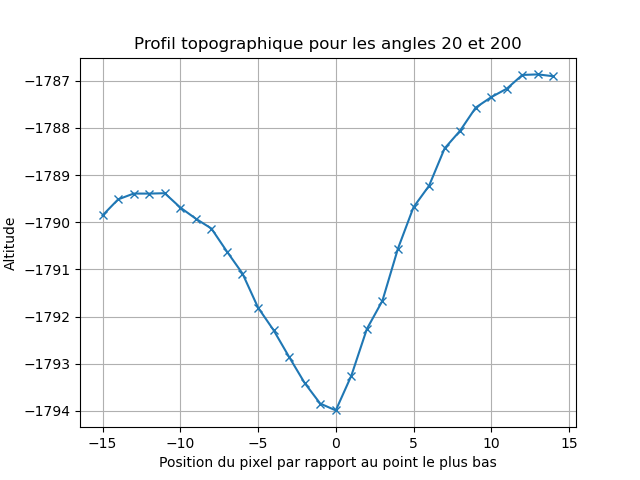 Profil topographique pour les angles 20 et 200
Altitude
−1787
−1788
−1789
−1790
−1791
−1792
−1793
−1794
−15 −10 −5 0 5 10 15
Position du pixel par rapport au point le plus bas